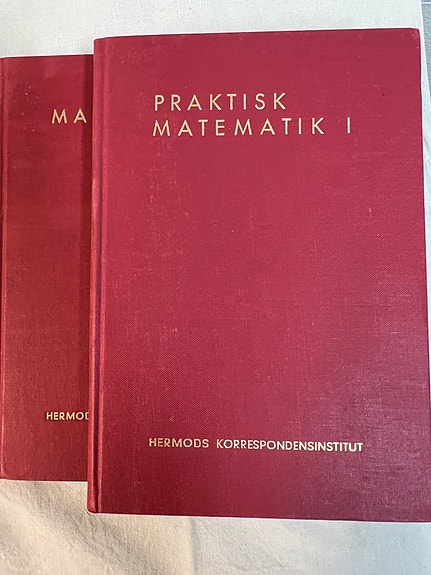 PRAKTISK
MATEMATIK I
HERMODS KORRESPONDENSINSTITUT
MA
HERMODS